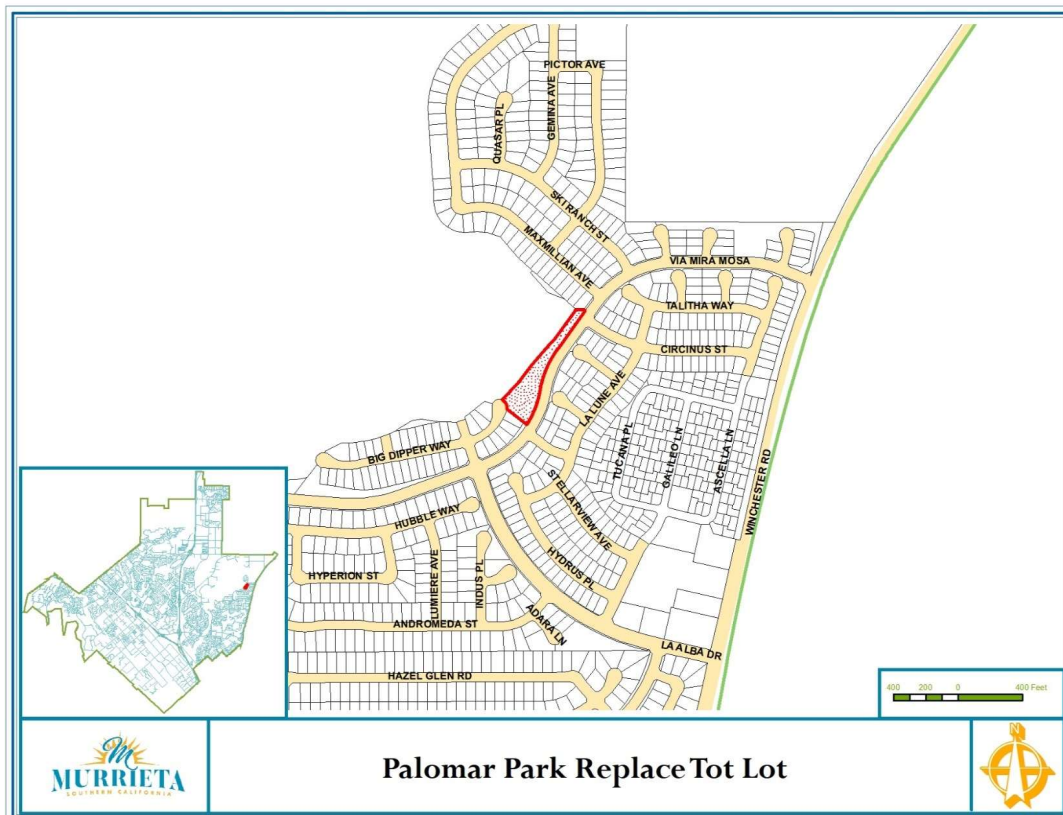 PICTOR AVE
GEMINA AVE
QUASAR PL
SKI RANCH ST
MAXMILLIAN AVE
VIA MIRA MOSA
TALITHA WAY
CIRCINUS ST
LA LUNE AVE
TUCANA PL
GALILEO LN
ASCELLA LN
WINCHESTER RD
BIG DIPPER WAY
STELLARVIEW AVE
HUBBLE WAY
HYDRUS PL
HYPERION ST
LUMIERE AVE
INDUS PL
ADARA LN
ANDROMEDA ST
LA ALBA DR
HAZEL GLEN RD
400 200 0 400 Feet
M
MURRIETA
SOUTHERN CALIFORNIA
Palomar Park Replace Tot Lot
N